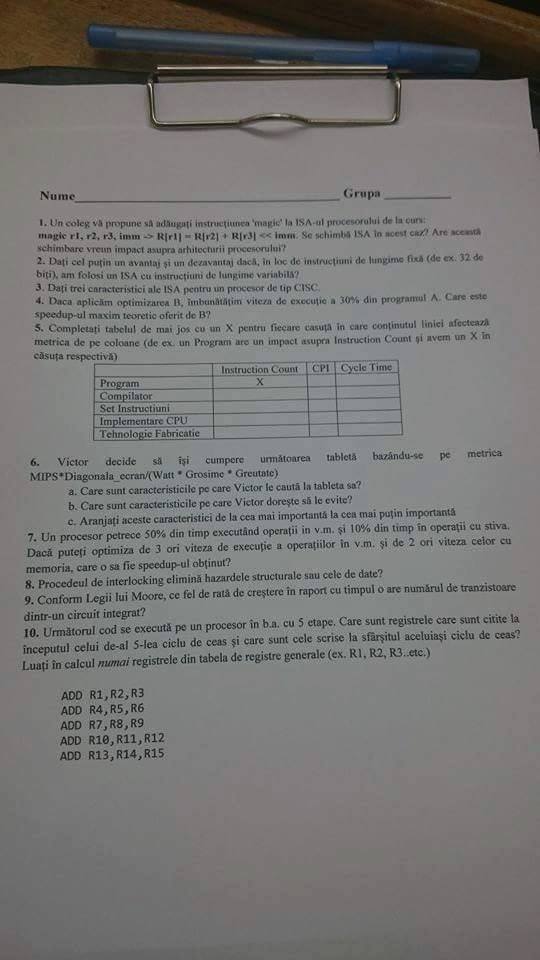 Nume_______________ Grupa _______
1. Un coleg vă propune să adăugați instrucțiunea 'magic' la ISA-ul procesorului de la curs:
magic r1, r2, r3, imm -> R[r1] = R[r2] + R[r3] << imm. Se schimbă ISA în acest caz? Are această
schimbare vreun impact asupra arhitecturii procesorului?
2. Dați cel puțin un avantaj și un dezavantaj dacă, în loc de instrucțiuni de lungime fixă (de ex. 32 de
biți), am folosi un ISA cu instrucțiuni de lungime variabilă?
3. Dați trei caracteristici ale ISA pentru un procesor de tip CISC.
4. Daca aplicăm optimizarea B, îmbunătățim viteza de execuție a 30% din programul A. Care este
speedup-ul maxim teoretic oferit de B?
5. Completați tabelul de mai jos cu un X pentru fiecare casuță în care conținutul liniei afectează
metrica de pe coloane (de ex. un Program are un impact asupra Instruction Count și avem un X în
căsuța respectivă)
Instruction Count CPI Cycle Time
Program X
Compilator
Set Instructiuni
Implementare CPU
Tehnologie Fabricatie
6. Victor decide să își cumpere următoarea tabletă bazându-se pe metrica
MIPS*Diagonala_ecran/(Watt * Grosime * Greutate)
a. Care sunt caracteristicile pe care Victor le caută la tableta sa?
b. Care sunt caracteristicile pe care Victor dorește să le evite?
c. Aranjați aceste caracteristici de la cea mai importantă la cea mai puțin importantă
7. Un procesor petrece 50% din timp executând operații in v.m. și 10% din timp în operații cu stiva.
Dacă puteți optimiza de 3 ori viteza de execuție a operațiilor în v.m. și de 2 ori viteza celor cu
memoria, care o sa fie speedup-ul obținut?
8. Procedeul de interlocking elimină hazardele structurale sau cele de date?
9. Conform Legii lui Moore, ce fel de rată de creștere în raport cu timpul o are numărul de tranzistoare
dintr-un circuit integrat?
10. Următorul cod se execută pe un procesor în b.a. cu 5 etape. Care sunt registrele care sunt citite la
începutul celui de-al 5-lea ciclu de ceas și care sunt cele scrise la sfârșitul aceluiași ciclu de ceas?
Luați în calcul numai registrele din tabela de registre generale (ex. R1, R2, R3..etc.)
ADD R1,R2,R3
ADD R4,R5,R6
ADD R7,R8,R9
ADD R10,R11,R12
ADD R13,R14,R15